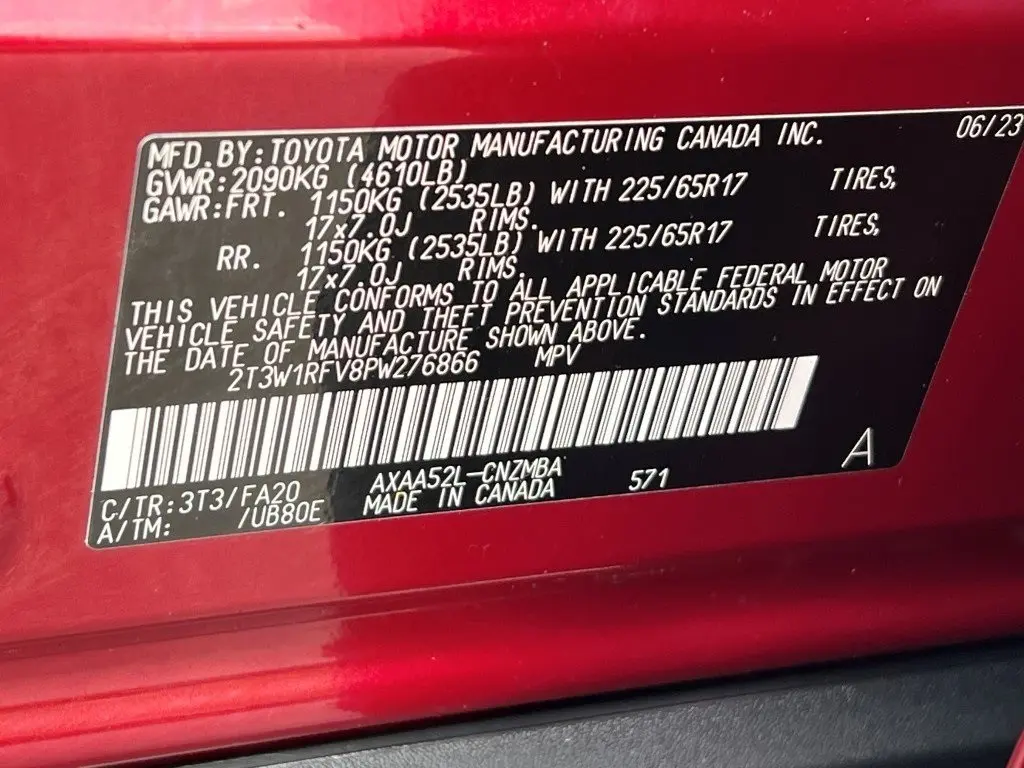 06/23
MFD.BY:TOYOTA MOTOR MANUFACTURING CANADA INC.
GVWR:2090KG (4610LB)
GAWR:FRT. 1150KG (2535LB) WITH 225/65R17 TIRES,
17x7.0J RIMS.
RR. 1150KG (2535LB) WITH 225/65R17 TIRES,
17x7.0J RIMS.
THIS VEHICLE CONFORMS TO ALL APPLICABLE FEDERAL MOTOR
VEHICLE SAFETY AND THEFT PREVENTION STANDARDS IN EFFECT ON
THE DATE OF MANUFACTURE SHOWN ABOVE.
2T3W1RFV8PW276866 MPV
C/TR:3T3/FA20 AXAA52L-CNZMBA 571 A
A/TM: /UB80E MADE IN CANADA